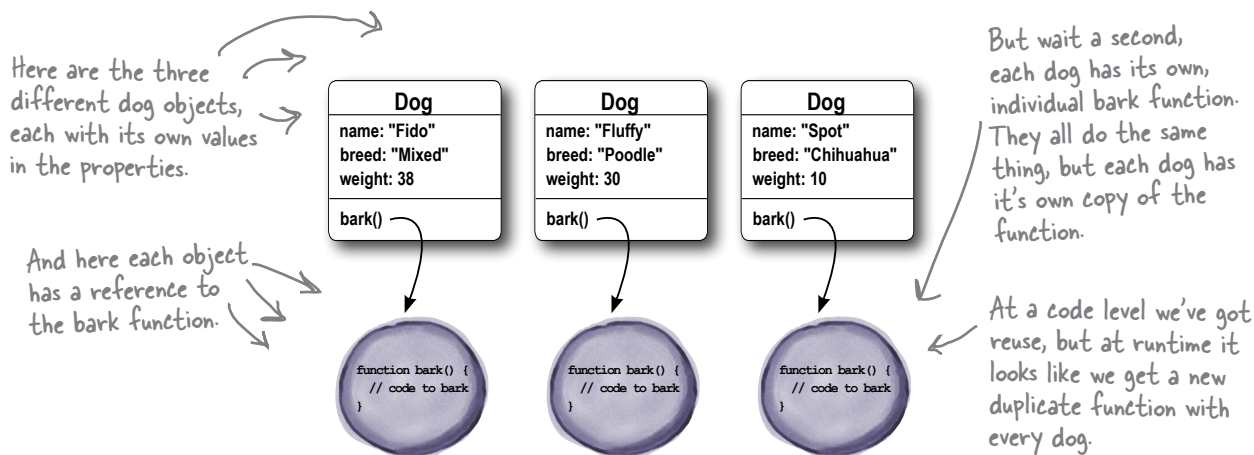 Here are the three
different dog objects,
each with its own values
in the properties.
Dog
name: "Fido"
breed: "Mixed"
weight: 38
bark()
Dog
name: "Fluffy"
breed: "Poodle"
weight: 30
bark()
Dog
name: "Spot"
breed: "Chihuahua"
weight: 10
bark()
But wait a second,
each dog has its own,
individual bark function.
They all do the same
thing, but each dog has
it's own copy of the
function.
And here each object
has a reference to
the bark function.
function bark() {
// code to bark
}
function bark() {
// code to bark
}
function bark() {
// code to bark
}
At a code level we've got
reuse, but at runtime it
looks like we get a new
duplicate function with
every dog.